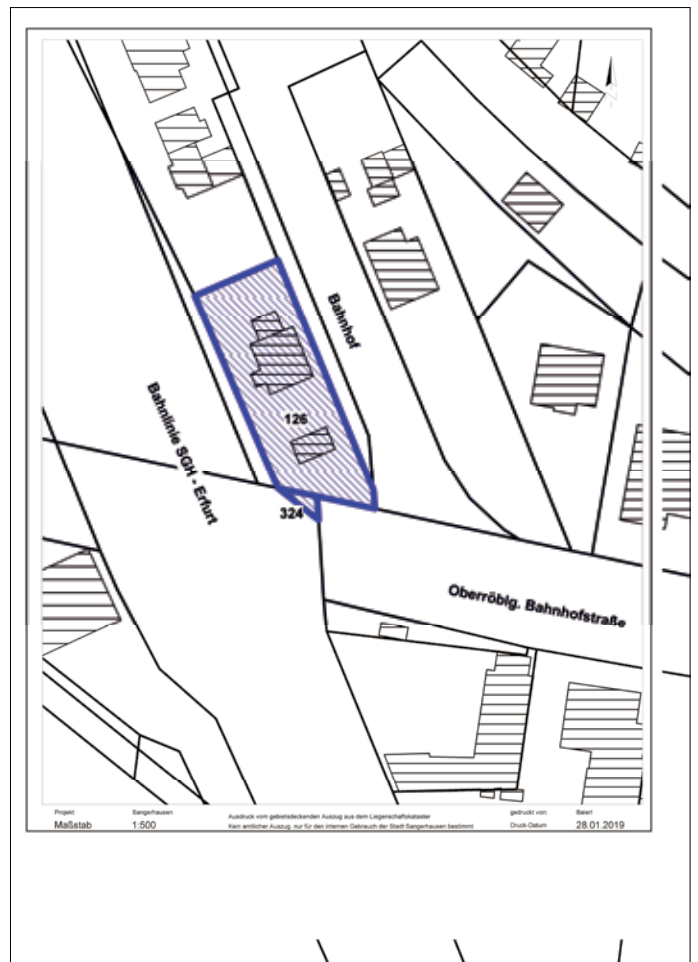 Bahnhof
126
Bahnlinie SGH - Erfurt
324
Oberröblg. Bahnhofstraße
Projekt Sangerhausen
Maßstab 1:500
Ausdruck vom gebietsdeckenden Auszug aus dem Liegenschaftskataster
Kein amtlicher Auszug, nur für den internen Gebrauch der Stadt Sangerhausen bestimmt
gedruckt von: Baierl
Druck-Datum 28.01.2019